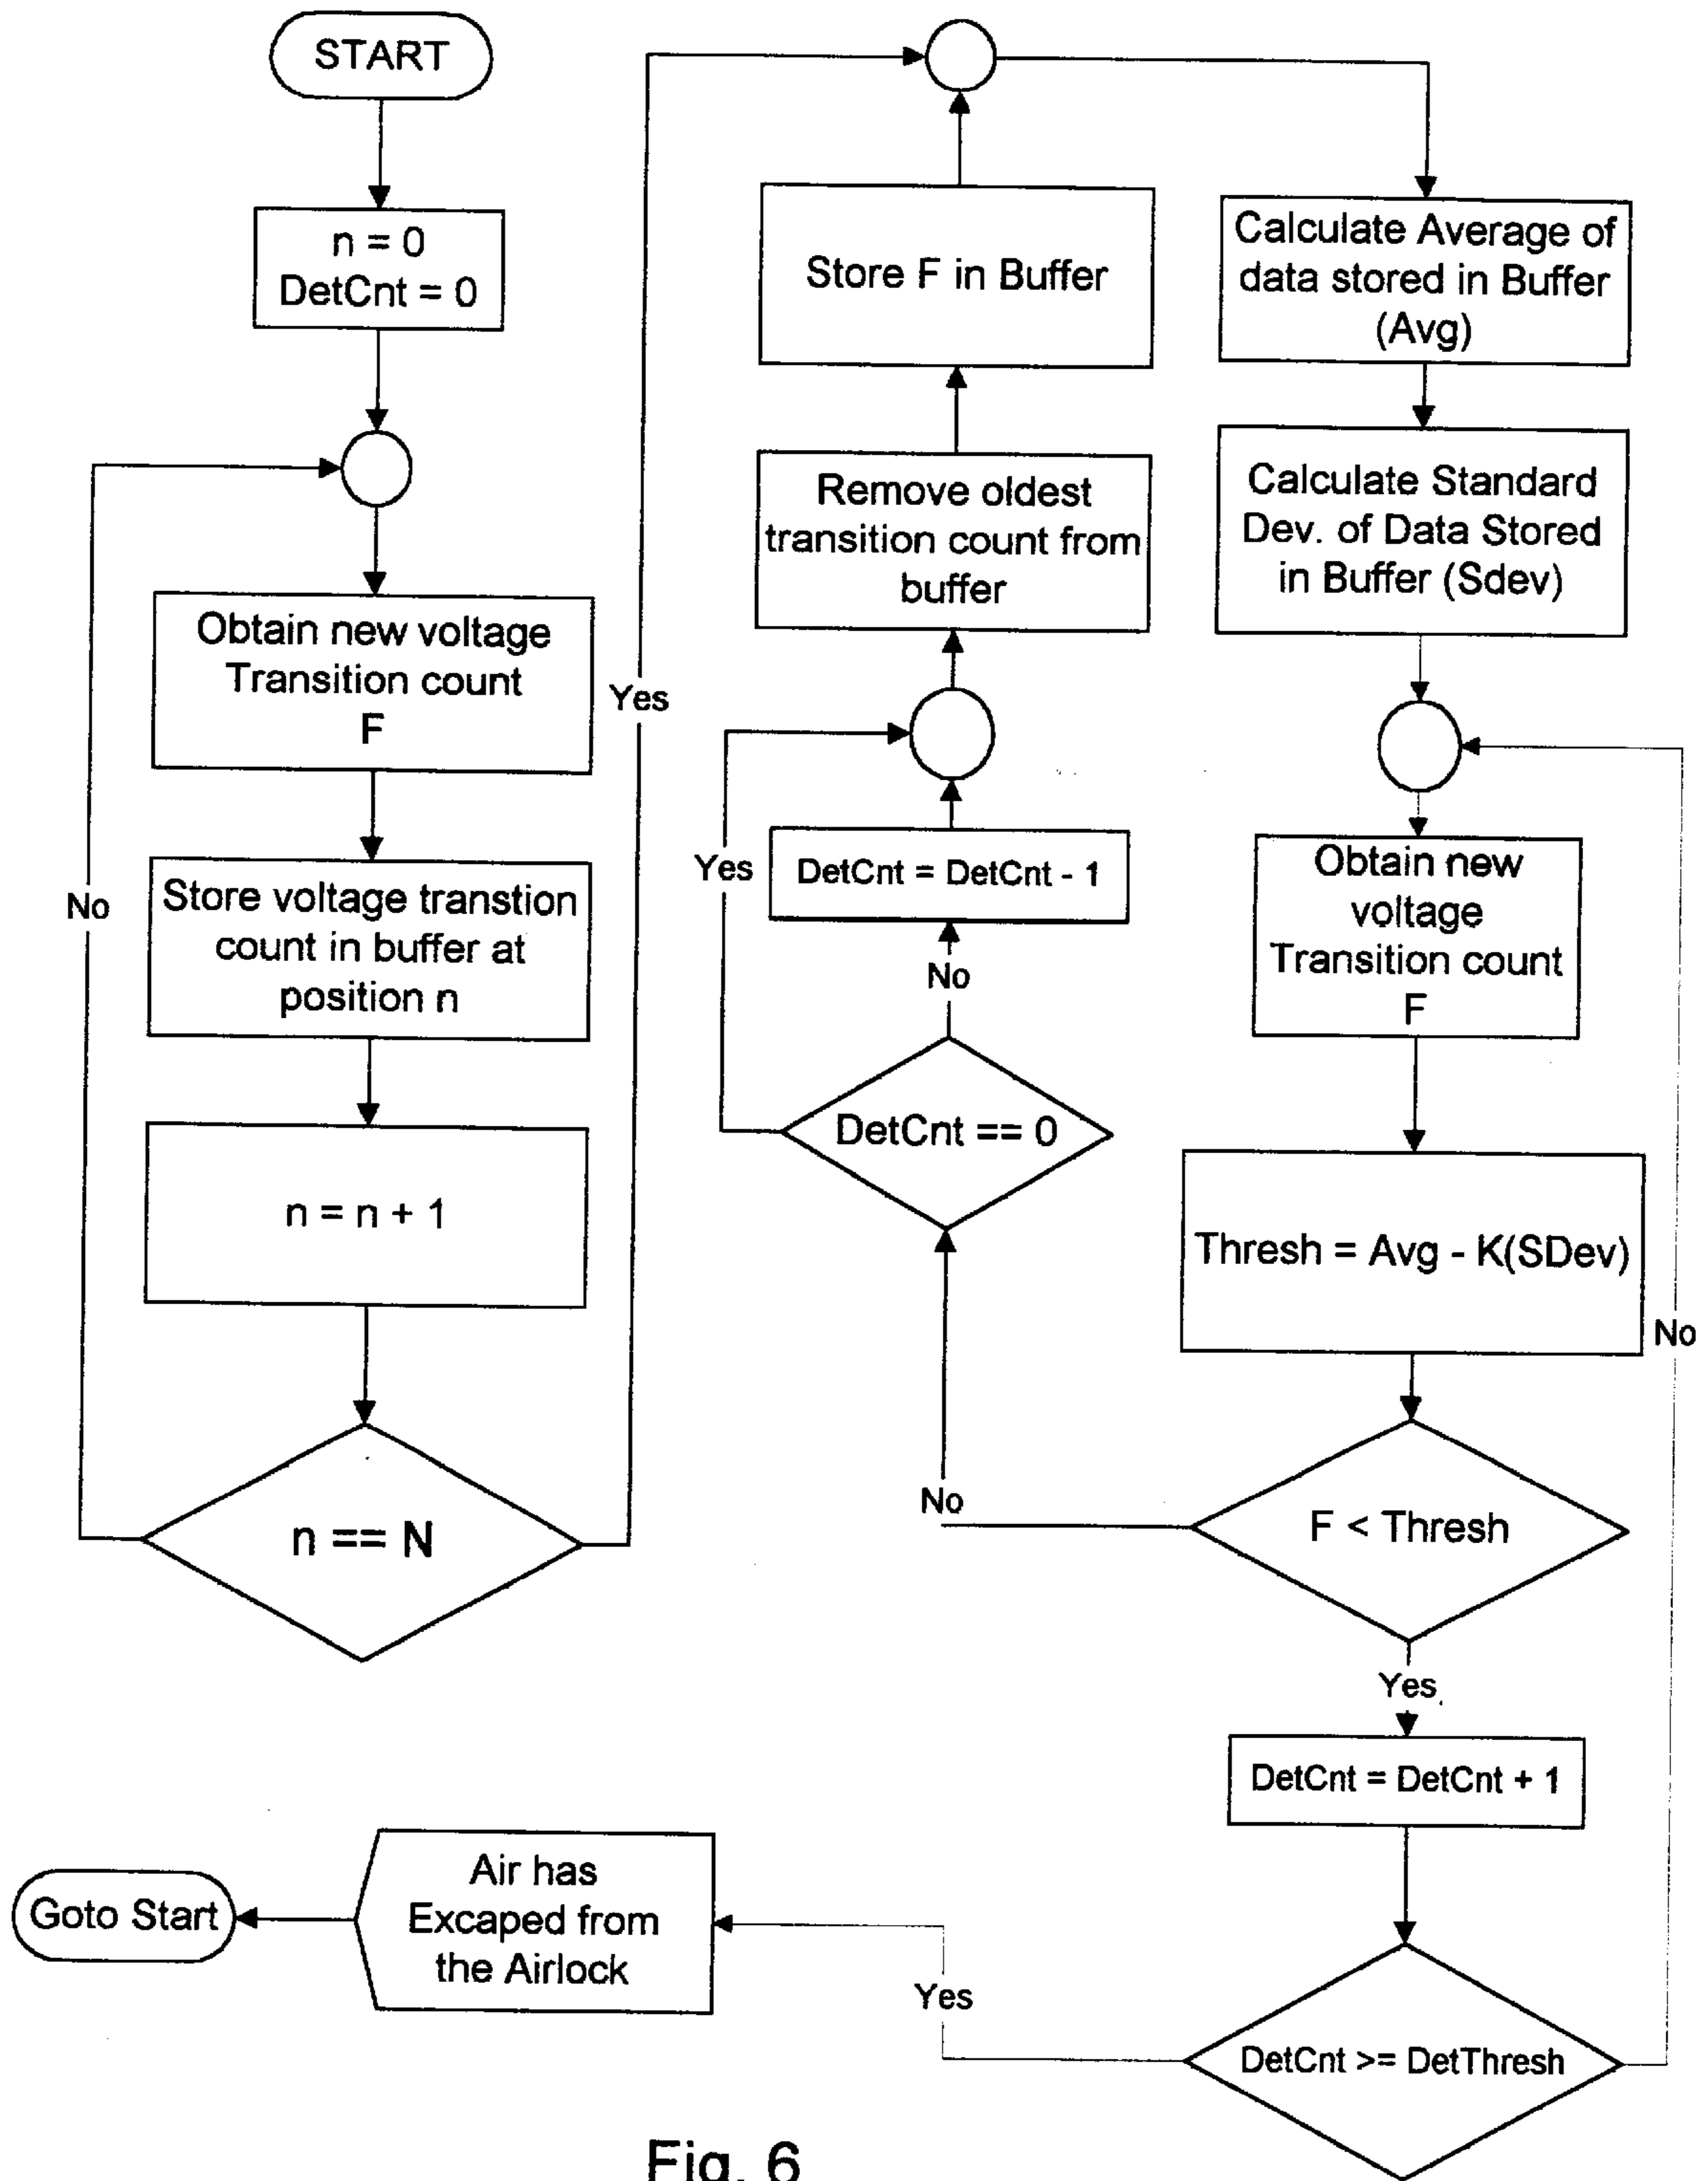 START
n = 0
DetCnt = 0
Obtain new voltage
Transition count
F
Store voltage transtion
count in buffer at
position n
n = n + 1
n == N
No
Yes
Store F in Buffer
Remove oldest
transition count from
buffer
DetCnt = DetCnt - 1
Yes
No
DetCnt == 0
No
Calculate Average of
data stored in Buffer
(Avg)
Calculate Standard
Dev. of Data Stored
in Buffer (Sdev)
Obtain new
voltage
Transition count
F
Thresh = Avg - K(SDev)
No
F < Thresh
Yes
DetCnt = DetCnt + 1
DetCnt >= DetThresh
Yes
Air has
Excaped from
the Airlock
Goto Start
Fig. 6